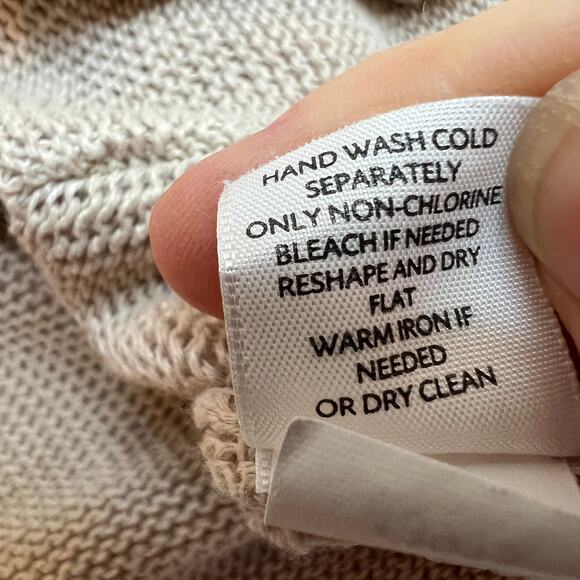 HAND WASH COLD
SEPARATELY
ONLY NON-CHLORINE
BLEACH IF NEEDED
RESHAPE AND DRY
FLAT
WARM IRON IF
NEEDED
OR DRY CLEAN